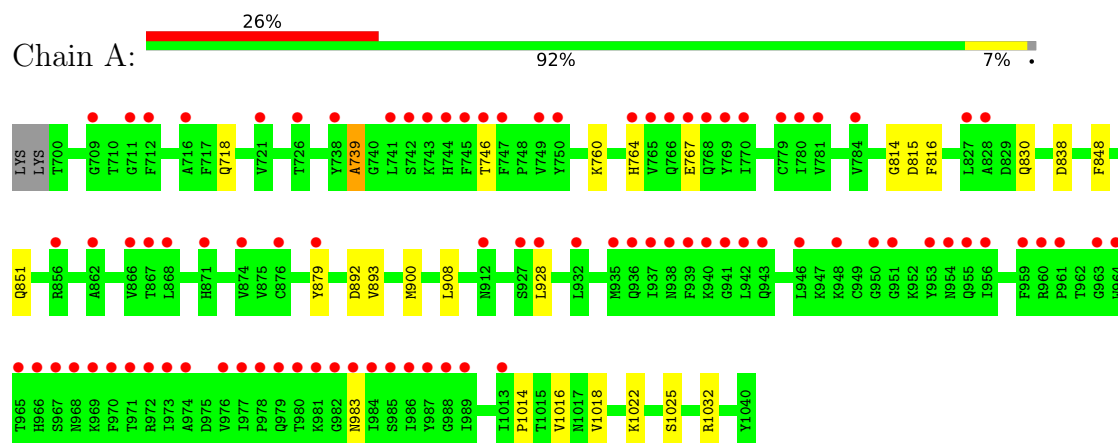 26%
Chain A:
92%
7%
•
LYS LYS T700 G709 T710 G711 F712 A716 F717 Q718 V721 T726 Y738 A739 G740 L741 S742 K743 H744 F745 T746 F747 P748 V749 Y750 K760 H764 V765 Q766 E767 Q768 Y769 I770 C779 I780 V781 V784 G814 D815 F816 L827 A828 D829 Q830 D838 F848
Q851 R856 A862 V866 T867 L868 H871 V874 V875 C876 Y879 D892 V893 M900 L908 N912 S927 L928 L932 M935 Q936 I937 N938 F939 K940 G941 L942 Q943 L946 K947 K948 C949 G950 G951 K952 Y953 N954 Q955 I956 F959 R960 P961 T962 G963 H964
T965 H966 S967 N968 K969 F970 T971 R972 I973 A974 D975 V976 I977 P978 Q979 T980 K981 G982 N983 I984 S985 I986 Y987 G988 I989 I1013 P1014 T1015 V1016 N1017 V1018 K1022 S1025 R1032 Y1040